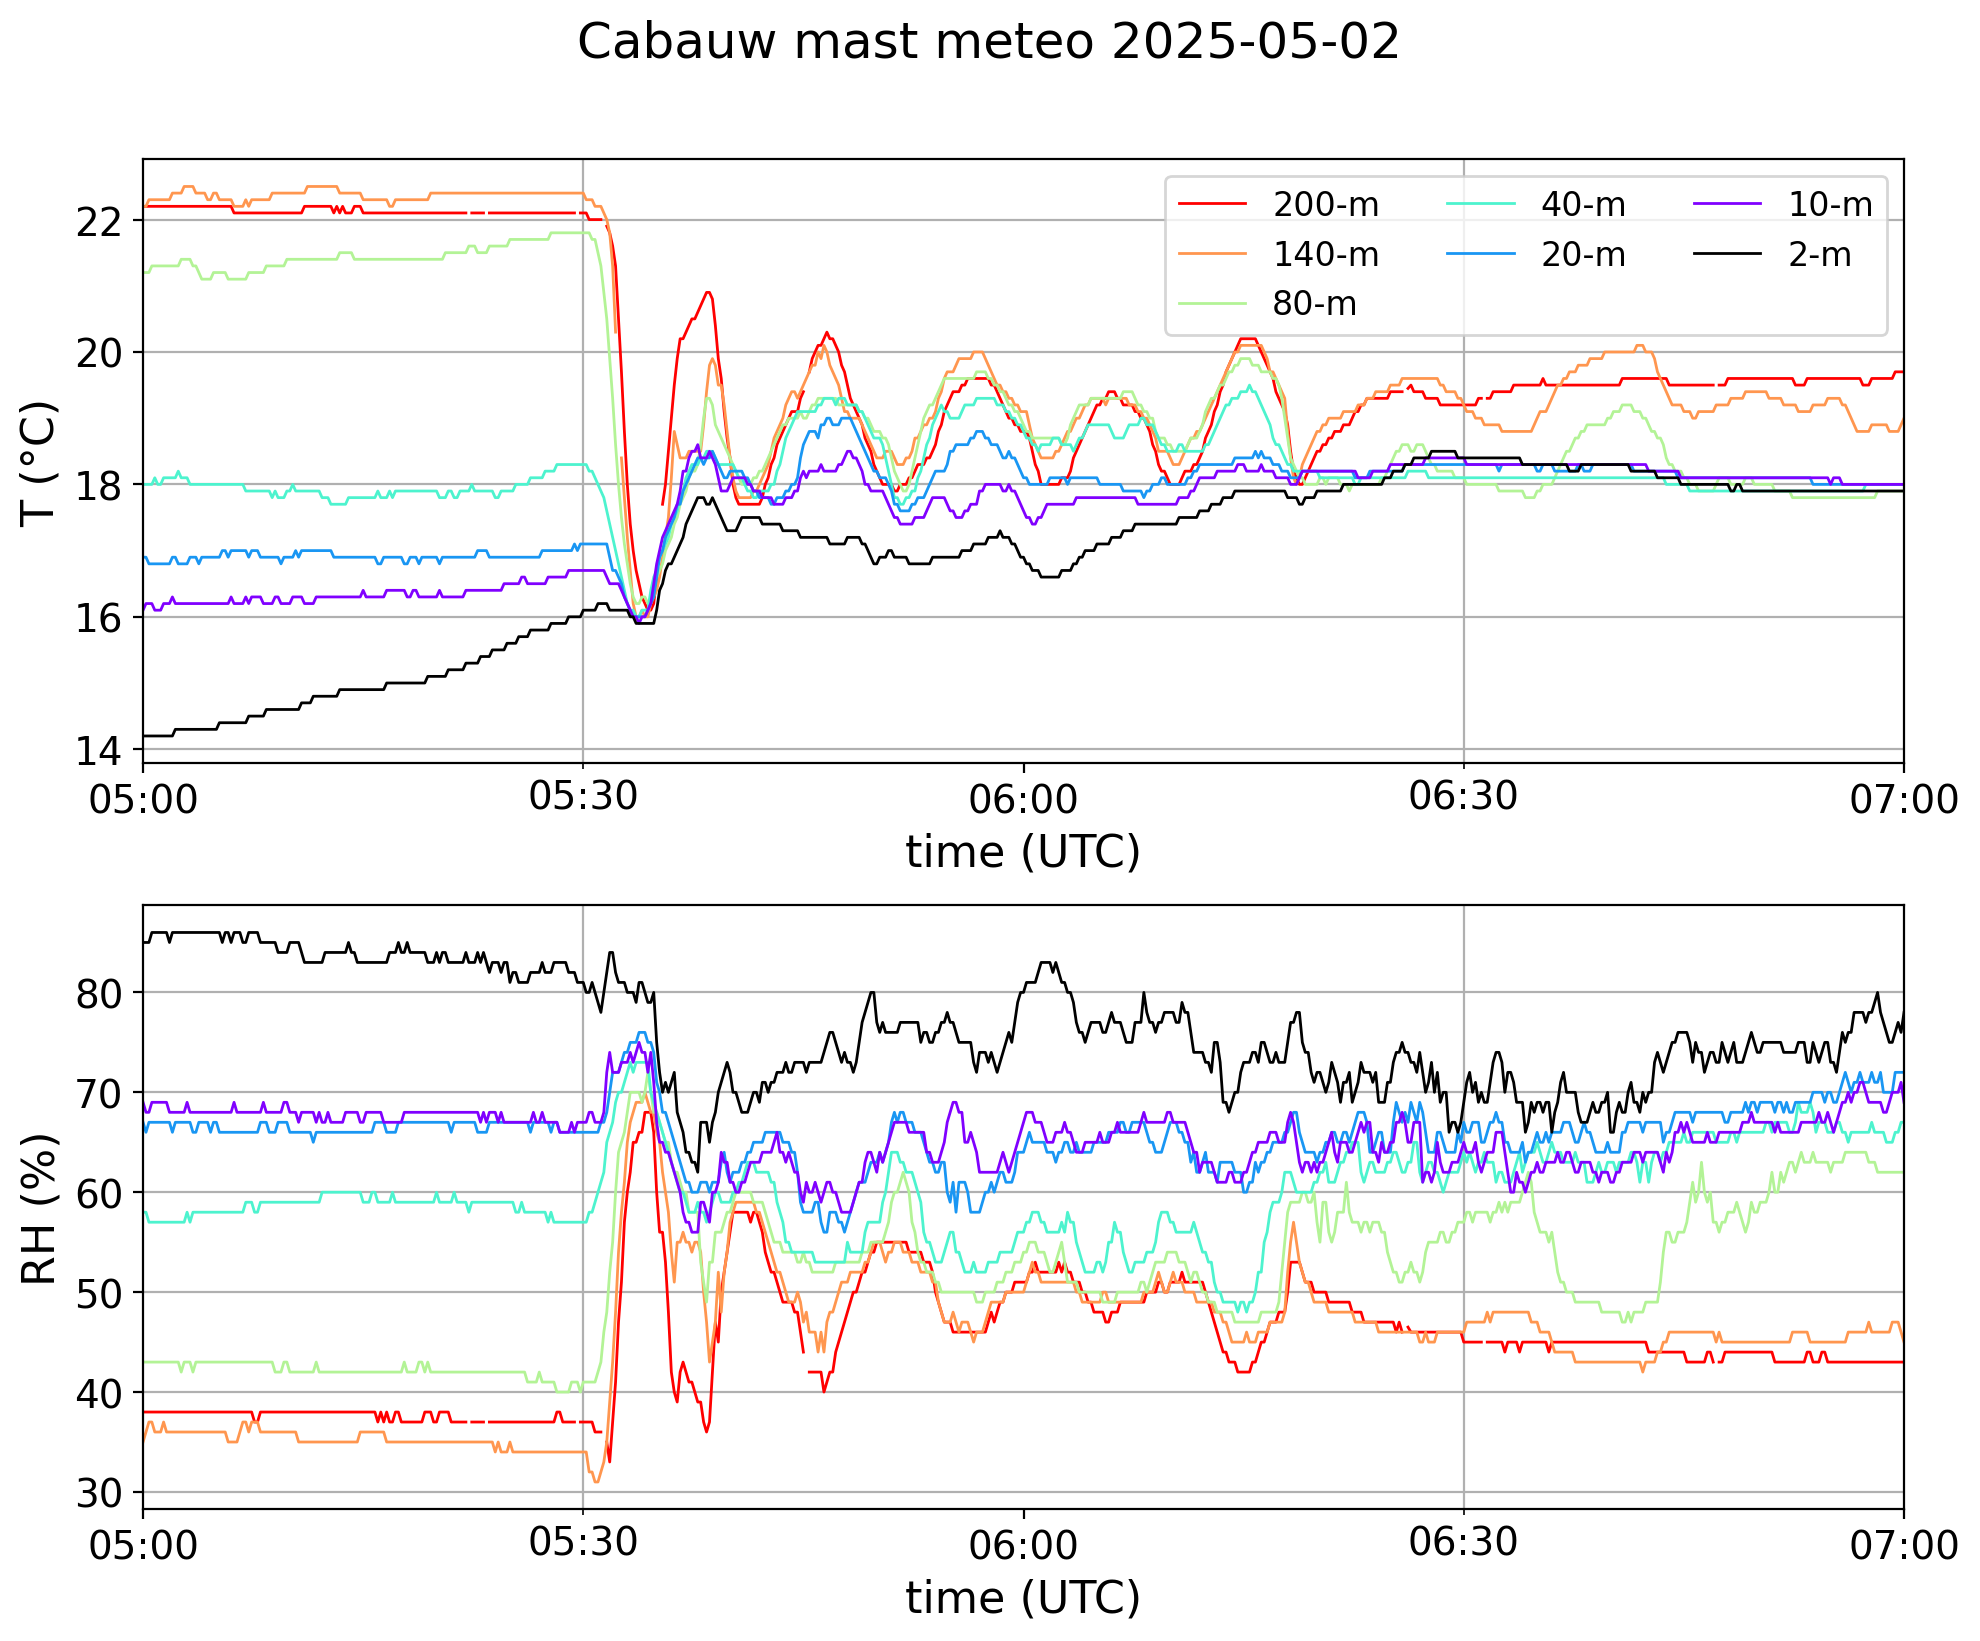 Cabauw mast meteo 2025-05-02
T (°C)
22
20
18
16
14
200-m 40-m 10-m
140-m 20-m 2-m
80-m
05:00 05:30 06:00 06:30 07:00
time (UTC)
RH (%)
80
70
60
50
40
30
05:00 05:30 06:00 06:30 07:00
time (UTC)